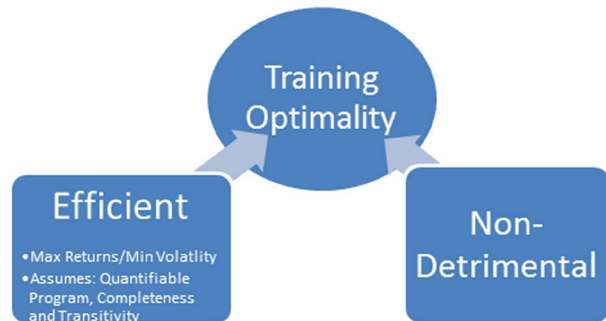 Training
Optimality
Efficient
•Max Returns/Min Volatlity
•Assumes: Quantifiable
Program, Completeness
and Transitivity
Non-
Detrimental